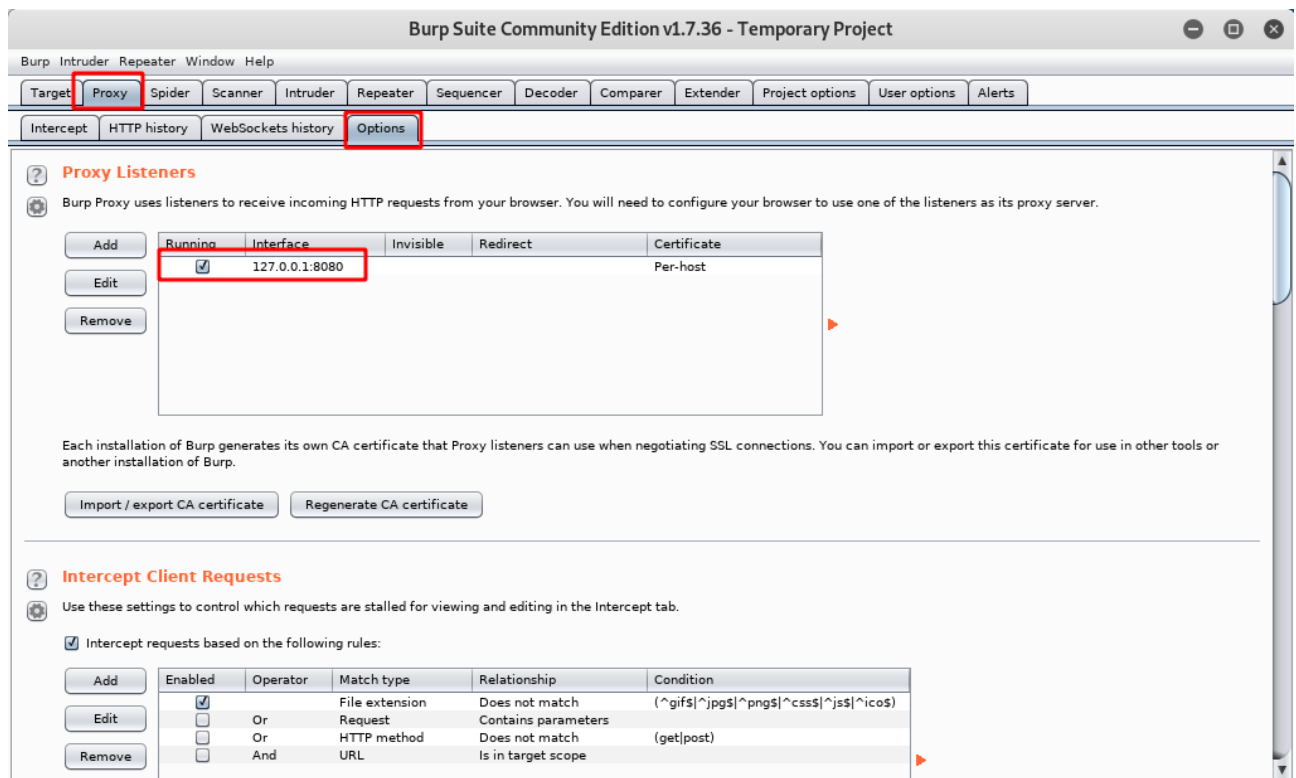 Burp Suite Community Edition v1.7.36 - Temporary Project
Burp Intruder Repeater Window Help
Target Proxy Spider Scanner Intruder Repeater Sequencer Decoder Comparer Extender Project options User options Alerts
Intercept HTTP history WebSockets history Options
? Proxy Listeners
Burp Proxy uses listeners to receive incoming HTTP requests from your browser. You will need to configure your browser to use one of the listeners as its proxy server.
Add Running Interface Invisible Redirect Certificate
127.0.0.1:8080 Per-host
Edit
Remove
Each installation of Burp generates its own CA certificate that Proxy listeners can use when negotiating SSL connections. You can import or export this certificate for use in other tools or
another installation of Burp.
Import / export CA certificate Regenerate CA certificate
? Intercept Client Requests
Use these settings to control which requests are stalled for viewing and editing in the Intercept tab.
Intercept requests based on the following rules:
Add Enabled Operator Match type Relationship Condition
File extension Does not match (^gif$|^jpg$|^png$|^css$|^js$|^ico$)
Edit Or Request Contains parameters
Or HTTP method Does not match (get|post)
Remove And URL Is in target scope